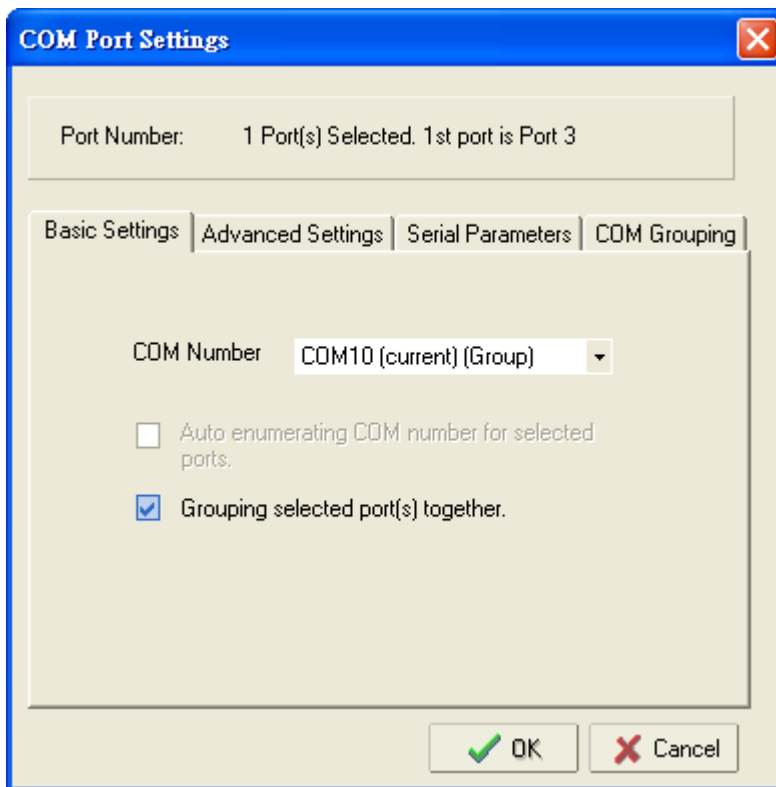 COM Port Settings
Port Number: 1 Port(s) Selected. 1st port is Port 3
Basic Settings Advanced Settings Serial Parameters COM Grouping
COM Number COM10 (current) (Group)
Auto enumerating COM number for selected
ports.
Grouping selected port(s) together.
OK Cancel